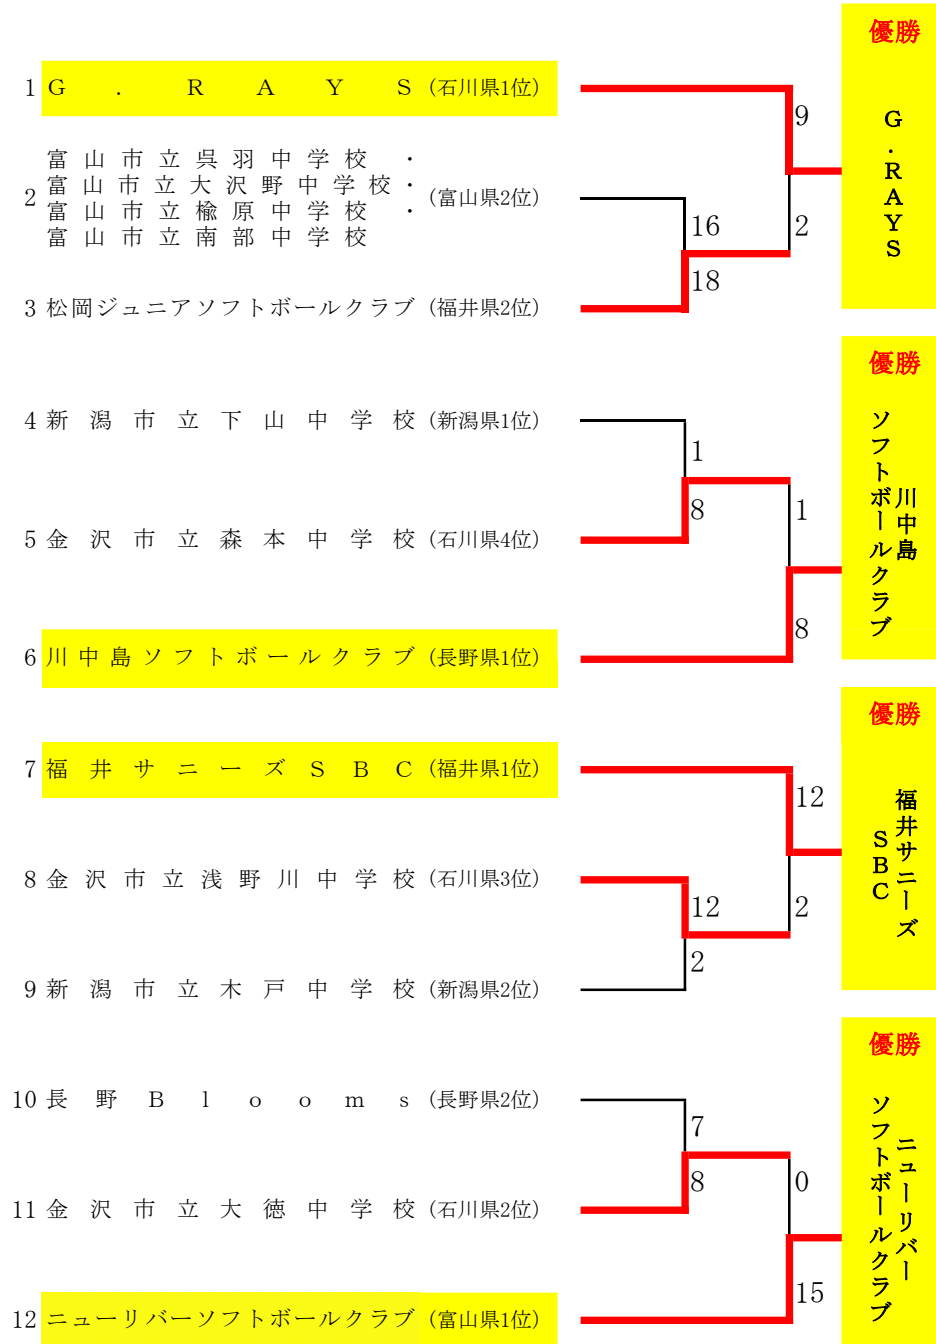 優勝
G.RAYS
1 G.RAYS (石川県1位)
9
富山市立呉羽中学校・
富山市立大沢野中学校・
2 (富山県2位)
富山市立楡原中学校・
富山市立南部中学校
16
2
18
3 松岡ジュニアソフトボールクラブ (福井県2位)
優勝
川中島
ソフトボールクラブ
4 新潟市立下山中学校 (新潟県1位)
1
8
1
5 金沢市立森本中学校 (石川県4位)
8
6 川中島ソフトボールクラブ (長野県1位)
優勝
福井サニーズ
SBC
7 福井サニーズSBC (福井県1位)
12
8 金沢市立浅野川中学校 (石川県3位)
12
2
2
9 新潟市立木戸中学校 (新潟県2位)
優勝
ニューリバー
ソフトボールクラブ
10 長野Blooms (長野県2位)
7
8
0
11 金沢市立大徳中学校 (石川県2位)
15
12 ニューリバーソフトボールクラブ (富山県1位)